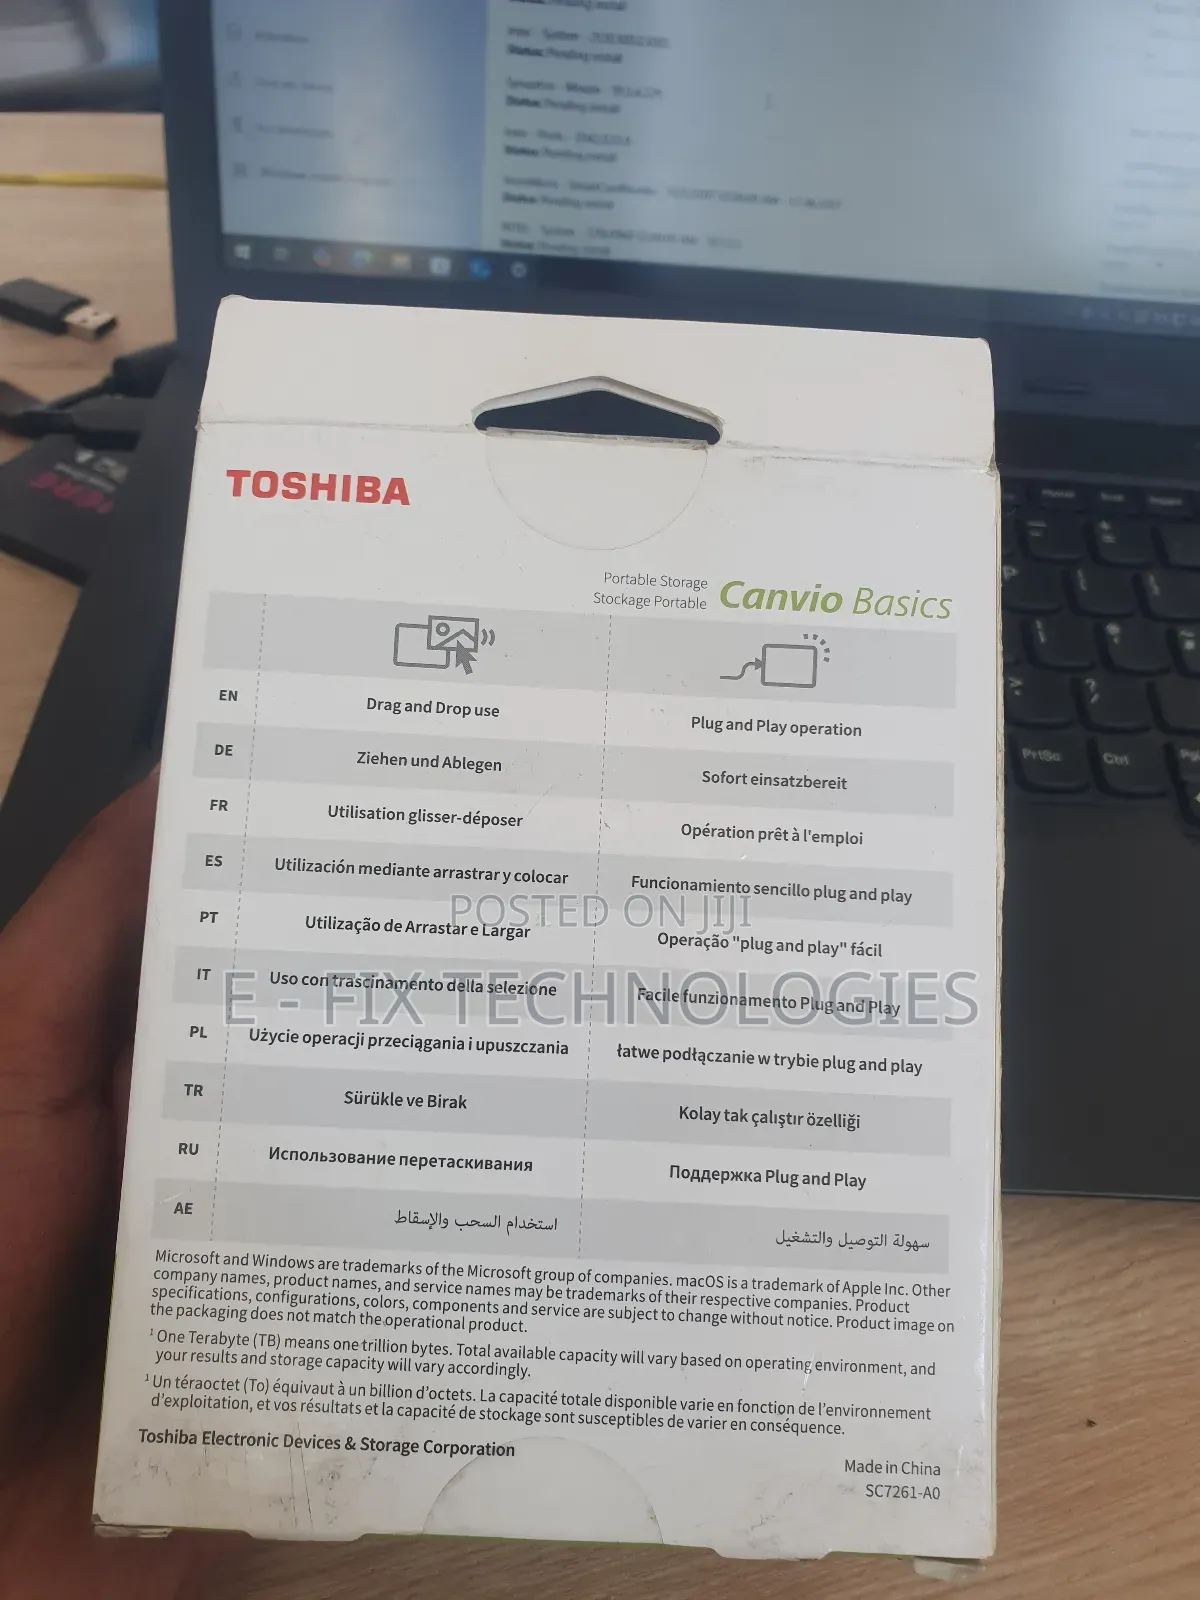 TOSHIBA
Portable Storage
Stockage Portable
Canvio Basics
EN
Drag and Drop use
Plug and Play operation
DE
Ziehen und Ablegen
Sofort einsatzbereit
FR
Utilisation glisser-déposer
Opération prêt à l'emploi
ES
Utilización mediante arrastrar y colocar
Funcionamiento sencillo plug and play
POSTED ON JIJI
PT
Utilização de Arrastar e Largar
Operação "plug and play" fácil
IT
Uso con trascinamento della selezione
Facile funzionamento Plug and Play
E - FIX TECHNOLOGIES
PL
Użycie operacji przeciągania i upuszczania
łatwe podłączanie w trybie plug and play
TR
Sürükle ve Birak
Kolay tak çalıştır özelliği
RU
Использование перетаскивания
Поддержка Plug and Play
AE
استخدام السحب والإسقاط
سهولة التوصيل والتشغيل
Microsoft and Windows are trademarks of the Microsoft group of companies. macOS is a trademark of Apple Inc. Other
company names, product names, and service names may be trademarks of their respective companies. Product
specifications, configurations, colors, components and service are subject to change without notice. Product image on
the packaging does not match the operational product.
¹ One Terabyte (TB) means one trillion bytes. Total available capacity will vary based on operating environment, and
your results and storage capacity will vary accordingly.
¹ Un téraoctet (To) équivaut à un billion d'octets. La capacité totale disponible varie en fonction de l'environnement
d'exploitation, et vos résultats et la capacité de stockage sont susceptibles de varier en conséquence.
Toshiba Electronic Devices & Storage Corporation
Made in China
SC7261-A0
PrtSc
Ctrl